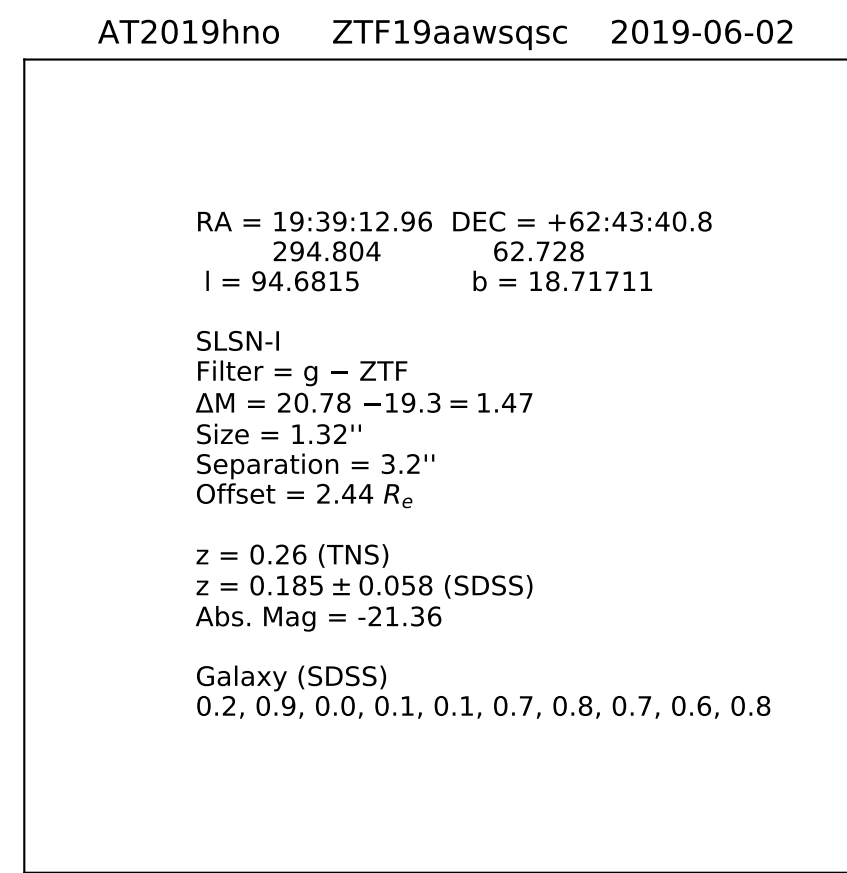 AT2019hno ZTF19aawsqsc 2019-06-02
RA = 19:39:12.96 DEC = +62:43:40.8
294.804 62.728
l = 94.6815 b = 18.71711
SLSN-I
Filter = g − ZTF
ΔM = 20.78 −19.3 = 1.47
Size = 1.32''
Separation = 3.2''
Offset = 2.44 Rₑ
z = 0.26 (TNS)
z = 0.185 ± 0.058 (SDSS)
Abs. Mag = -21.36
Galaxy (SDSS)
0.2, 0.9, 0.0, 0.1, 0.1, 0.7, 0.8, 0.7, 0.6, 0.8